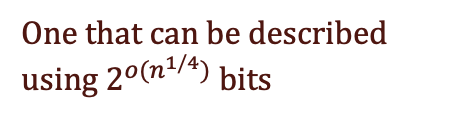 One that can be described
using 2^{o(n^{1/4})} bits